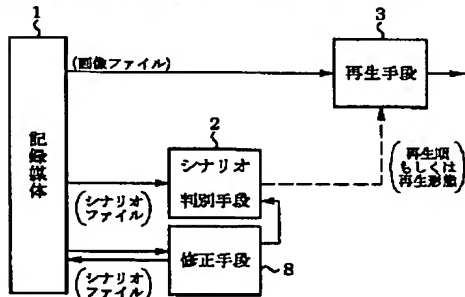 1
3
(画像ファイル)
再生手段
2
記録媒体
シナリオ
判別手段
(再生順
もしくは
再生形態)
(シナリオ
ファイル)
修正手段
8
(シナリオ
ファイル)